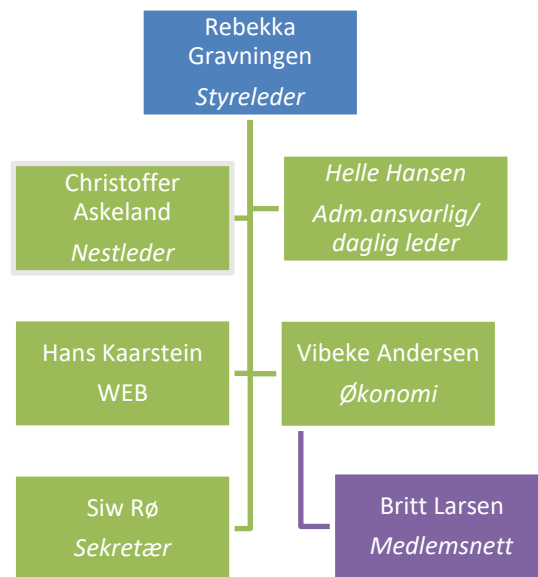 Rebekka
Gravningen
Styreleder
Christoffer
Askeland
Nestleder
Helle Hansen
Adm.ansvarlig/
daglig leder
Hans Kaarstein
WEB
Vibeke Andersen
Økonomi
Siw Rø
Sekretær
Britt Larsen
Medlemsnett